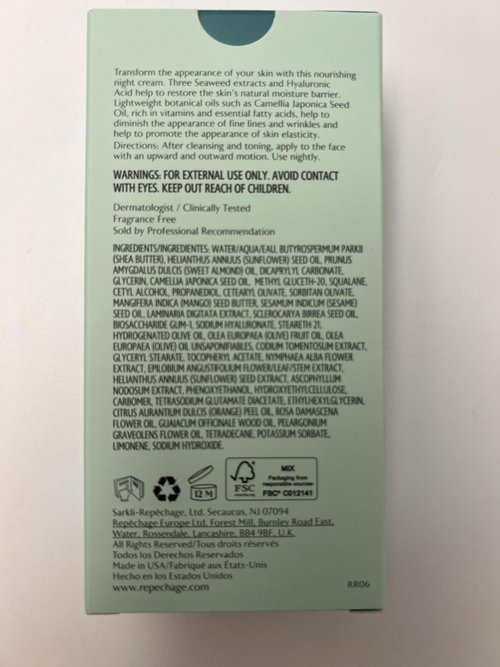 Transform the appearance of your skin with this nourishing
night cream. Three Seaweed extracts and Hyaluronic
Acid help to restore the skin's natural moisture barrier.
Lightweight botanical oils such as Camellia Japonica Seed
Oil, rich in vitamins and essential fatty acids, help to
diminish the appearance of fine lines and wrinkles and
help to promote the appearance of skin elasticity.
Directions: After cleansing and toning, apply to the face
with an upward and outward motion. Use nightly.
WARNINGS: FOR EXTERNAL USE ONLY. AVOID CONTACT
WITH EYES. KEEP OUT REACH OF CHILDREN.
Dermatologist / Clinically Tested
Fragrance Free
Sold by Professional Recommendation
INGREDIENTS/INGREDIENTES: WATER/AQUA/EAU, BUTYROSPERMUM PARKII
(SHEA BUTTER), HELIANTHUS ANNUUS (SUNFLOWER) SEED OIL, PRUNUS
AMYGDALUS DULCIS (SWEET ALMOND) OIL, DICAPRYLYL CARBONATE,
GLYCERIN, CAMELLIA JAPONICA SEED OIL, METHYL GLUCETH-20, SQUALANE,
CETYL ALCOHOL, PROPANEDIOL, CETEARYL OLIVATE, SORBITAN OLIVATE,
MANGIFERA INDICA (MANGO) SEED BUTTER, SESAMUM INDICUM (SESAME)
SEED OIL, LAMINARIA DIGITATA EXTRACT, SCLEROCARYA BIRREA SEED OIL,
BIOSACCHARIDE GUM-1, SODIUM HYALURONATE, STEARETH 21,
HYDROGENATED OLIVE OIL, OLEA EUROPAEA (OLIVE) FRUIT OIL, OLEA
EUROPAEA (OLIVE) OIL UNSAPONIFIABLES, CODIUM TOMENTOSUM EXTRACT,
GLYCERYL STEARATE, TOCOPHERYL ACETATE, NYMPHAEA ALBA FLOWER
EXTRACT, EPILOBIUM ANGUSTIFOLIUM FLOWER/LEAF/STEM EXTRACT,
HELIANTHUS ANNUUS (SUNFLOWER) SEED EXTRACT, ASCOPHYLLUM
NODOSUM EXTRACT, PHENOXYETHANOL, HYDROXYETHYLCELLULOSE,
CARBOMER, TETRASODIUM GLUTAMATE DIACETATE, ETHYLHEXYLGLYCERIN,
CITRUS AURANTIUM DULCIS (ORANGE) PEEL OIL, ROSA DAMASCENA
FLOWER OIL, GUAIACUM OFFICINALE WOOD OIL, PELARGONIUM
GRAVEOLENS FLOWER OIL, TETRADECANE, POTASSIUM SORBATE,
LIMONENE, SODIUM HYDROXIDE.
12 M
FSC
www.fsc.org
MIX
Packaging from
responsible sources
FSC® C012141
Sarkli-Repêchage, Ltd. Secaucus, NJ 07094
Repêchage Europe Ltd. Forest Mill, Burnley Road East,
Water, Rossendale, Lancashire, BB4 9BF, U.K.
All Rights Reserved/Tous droits réservés
Todos los Derechos Reservados
Made in USA/Fabriqué aux États-Unis
Hecho en los Estados Unidos
www.repechage.com
RR06